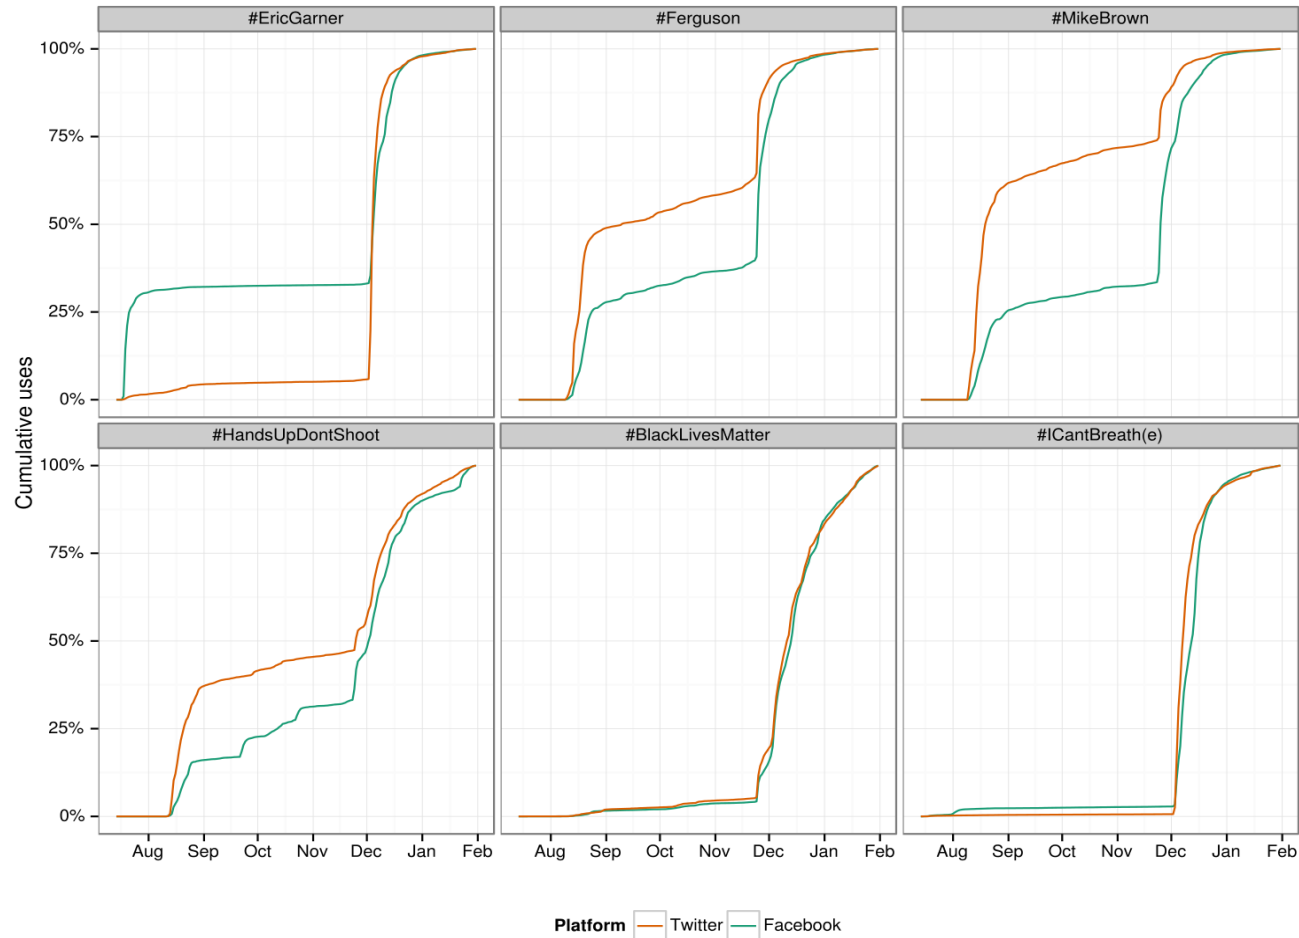 #EricGarner #Ferguson #MikeBrown
100%
75%
50%
25%
0%
#HandsUpDontShoot #BlackLivesMatter #ICantBreath(e)
100%
75%
50%
25%
0%
Cumulative uses
Aug Sep Oct Nov Dec Jan Feb Aug Sep Oct Nov Dec Jan Feb Aug Sep Oct Nov Dec Jan Feb
Platform Twitter Facebook